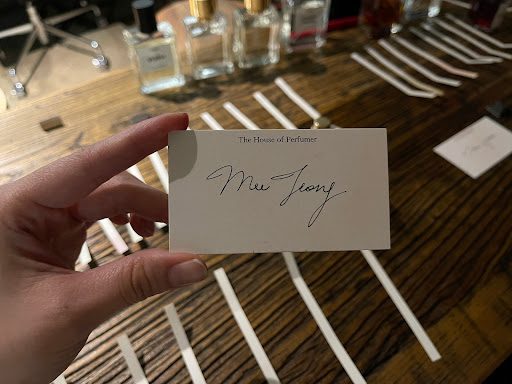 The House of Perfumer
Mee Jeong